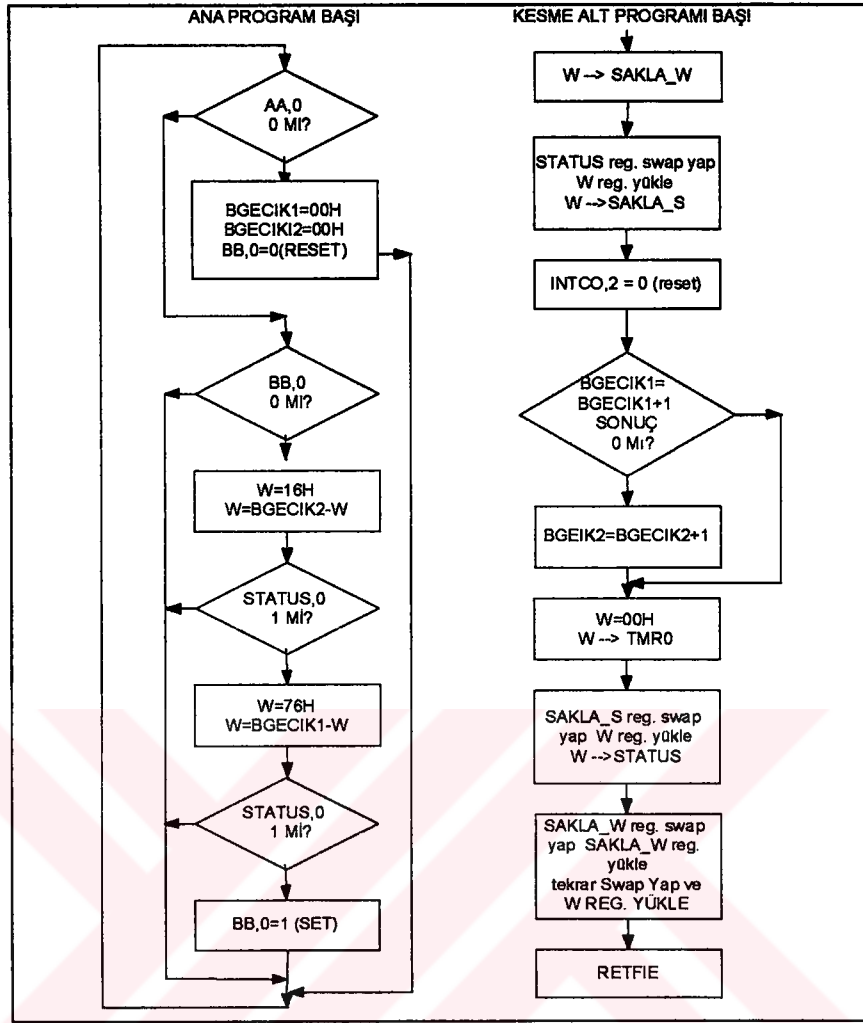 ANA PROGRAM BAŞI
AA,0
0 MI?
BGECIK1=00H
BGECIKI2=00H
BB,0=0(RESET)
BB,0
0 MI?
W=16H
W=BGECIK2-W
STATUS,0
1 Mİ?
W=76H
W=BGECIK1-W
STATUS,0
1 Mİ?
BB,0=1 (SET)
KESME ALT PROGRAMI BAŞI
W --> SAKLA_W
STATUS reg. swap yap
W reg. yükle
W -->SAKLA_S
INTCO,2 = 0 (reset)
BGECIK1=
BGECIK1+1
SONUÇ
0 Mı?
BGEIK2=BGECIK2+1
W=00H
W --> TMR0
SAKLA_S reg. swap
yap W reg. yükle
W -->STATUS
SAKLA_W reg. swap
yap SAKLA_W reg.
yükle
tekrar Swap Yap ve
W REG. YÜKLE
RETFIE